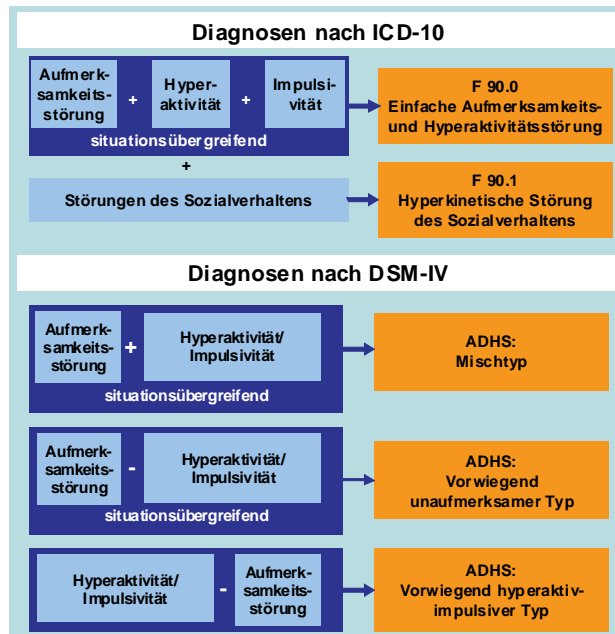 Diagnosen nach ICD-10
Aufmerk-
samkeits-
störung
+
Hyper-
aktivität
+
Impulsi-
vität
situationsübergreifend
F 90.0
Einfache Aufmerksamkeits-
und Hyperaktivitätsstörung
+
Störungen des Sozialverhaltens
F 90.1
Hyperkinetische Störung
des Sozialverhaltens
Diagnosen nach DSM-IV
Aufmerk-
samkeits-
störung
+
Hyperaktivität/
Impulsivität
situationsübergreifend
ADHS:
Mischtyp
Aufmerk-
samkeits-
störung
-
Hyperaktivität/
Impulsivität
situationsübergreifend
ADHS:
Vorwiegend
unaufmerksamer Typ
Hyperaktivität/
Impulsivität
-
Aufmerk-
samkeits-
störung
ADHS:
Vorwiegend hyperaktiv-
impulsiver Typ